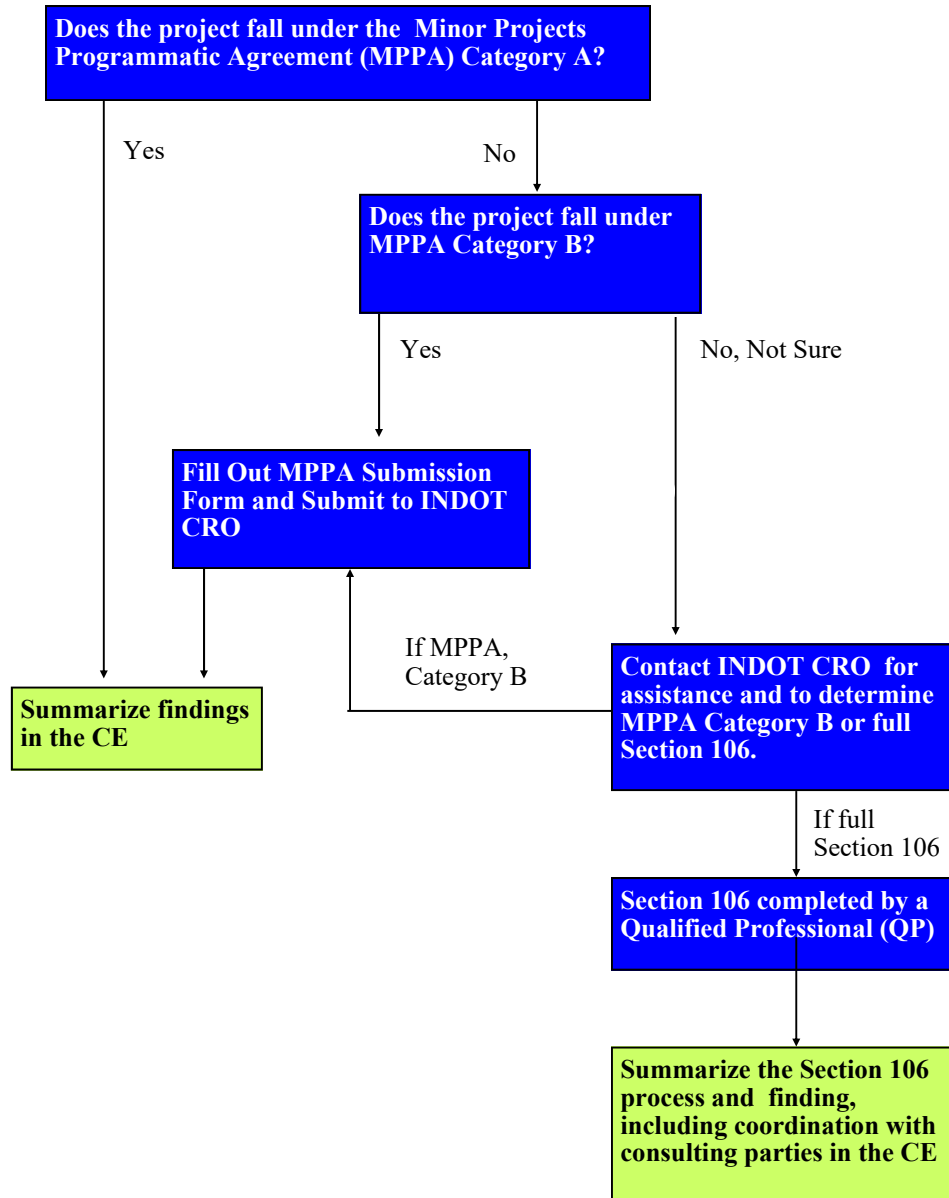 Does the project fall under the  Minor Projects
Programmatic Agreement (MPPA) Category A?
Yes
No
Does the project fall under
MPPA Category B?
Yes
No, Not Sure
Fill Out MPPA Submission
Form and Submit to INDOT
CRO
If MPPA,
Category B
Contact INDOT CRO  for
assistance and to determine
MPPA Category B or full
Section 106.
Summarize findings
in the CE
If full
Section 106
Section 106 completed by a
Qualified Professional (QP)
Summarize the Section 106
process and  finding,
including coordination with
consulting parties in the CE